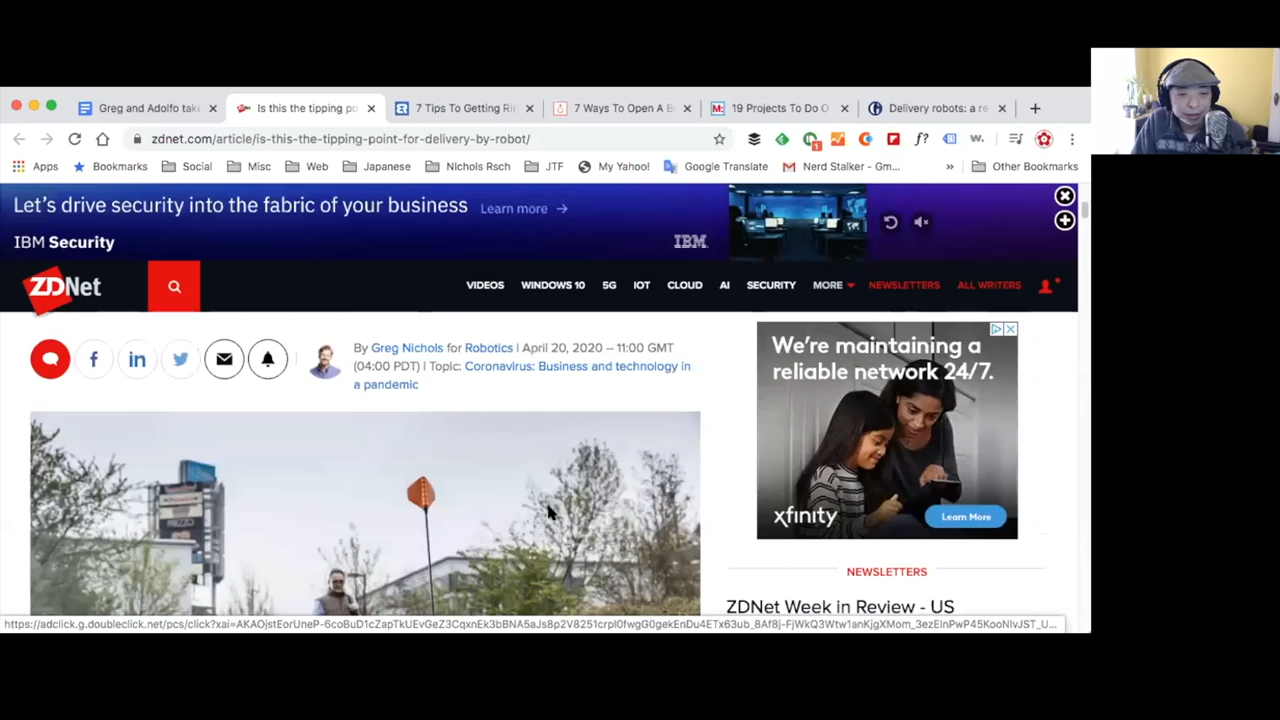 Greg and Adolfo tak
Is this the tipping po
7 Tips To Getting Ri
7 Ways To Open A B
19 Projects To Do O
Delivery robots: a re
zdnet.com/article/is-this-the-tipping-point-for-delivery-by-robot/
Apps
Bookmarks
Social
Misc
Web
Japanese
Nichols Rsch
JTF
My Yahoo!
Google Translate
Nerd Stalker - Gm...
»
Other Bookmarks
Let's drive security into the fabric of your business
Learn more →
IBM Security
IBM
ZDNet
VIDEOS
WINDOWS 10
5G
IOT
CLOUD
AI
SECURITY
MORE
NEWSLETTERS
ALL WRITERS
By Greg Nichols for Robotics | April 20, 2020 -- 11:00 GMT
(04:00 PDT) | Topic: Coronavirus: Business and technology in
a pandemic
We're maintaining a
reliable network 24/7.
xfinity
Learn More
NEWSLETTERS
ZDNet Week in Review - US